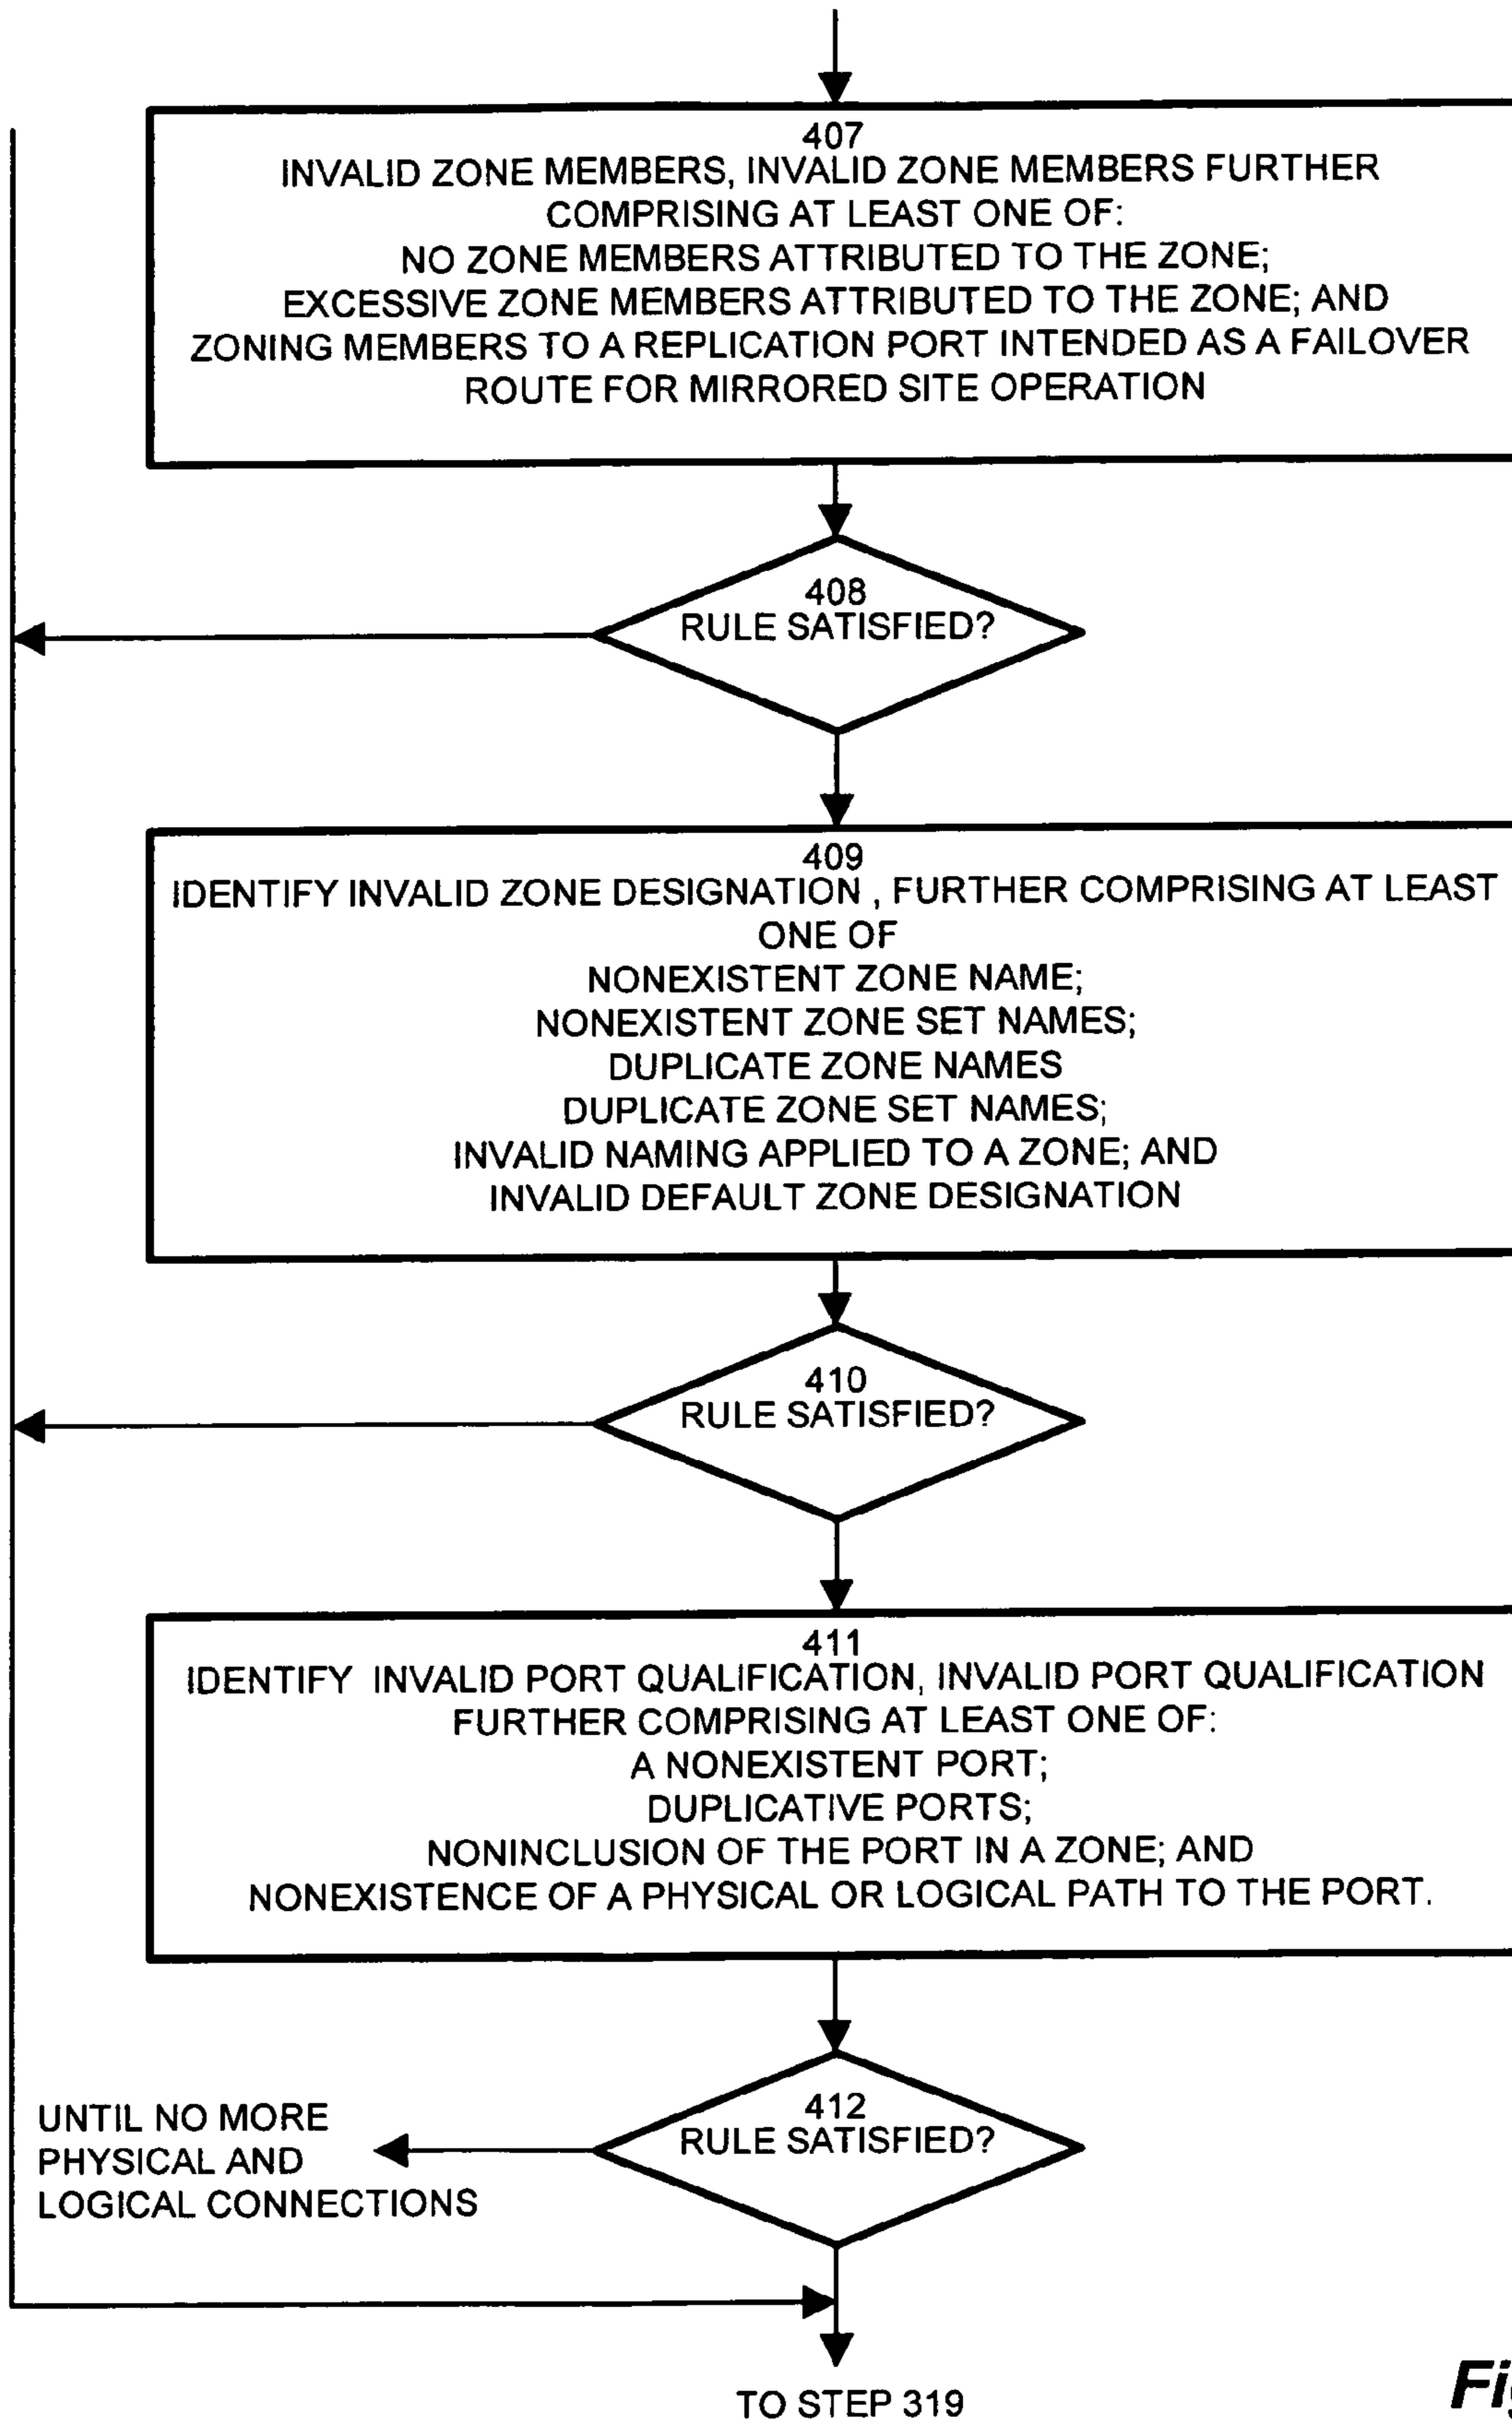 407
INVALID ZONE MEMBERS, INVALID ZONE MEMBERS FURTHER
COMPRISING AT LEAST ONE OF:
NO ZONE MEMBERS ATTRIBUTED TO THE ZONE;
EXCESSIVE ZONE MEMBERS ATTRIBUTED TO THE ZONE; AND
ZONING MEMBERS TO A REPLICATION PORT INTENDED AS A FAILOVER
ROUTE FOR MIRRORED SITE OPERATION
408
RULE SATISFIED?
409
IDENTIFY INVALID ZONE DESIGNATION , FURTHER COMPRISING AT LEAST
ONE OF
NONEXISTENT ZONE NAME;
NONEXISTENT ZONE SET NAMES;
DUPLICATE ZONE NAMES
DUPLICATE ZONE SET NAMES;
INVALID NAMING APPLIED TO A ZONE; AND
INVALID DEFAULT ZONE DESIGNATION
410
RULE SATISFIED?
411
IDENTIFY INVALID PORT QUALIFICATION, INVALID PORT QUALIFICATION
FURTHER COMPRISING AT LEAST ONE OF:
A NONEXISTENT PORT;
DUPLICATIVE PORTS;
NONINCLUSION OF THE PORT IN A ZONE; AND
NONEXISTENCE OF A PHYSICAL OR LOGICAL PATH TO THE PORT.
412
RULE SATISFIED?
UNTIL NO MORE
PHYSICAL AND
LOGICAL CONNECTIONS
TO STEP 319